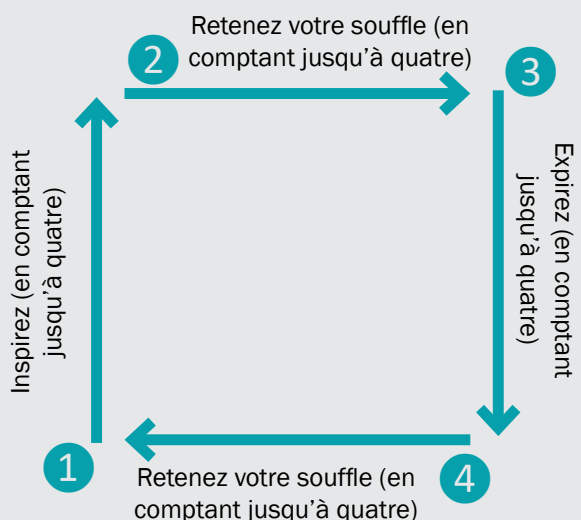 1
Inspirez (en comptant
jusqu'à quatre)
2
Retenez votre souffle (en
comptant jusqu'à quatre)
3
Expirez (en comptant
jusqu'à quatre)
4
Retenez votre souffle (en
comptant jusqu'à quatre)